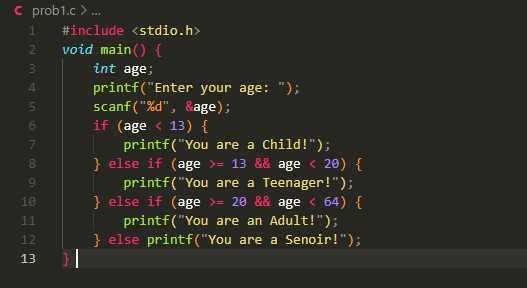 C prob1.c > ...
1 #include <stdio.h>
2 void main() {
3     int age;
4     printf("Enter your age: ");
5     scanf("%d", &age);
6     if (age < 13) {
7         printf("You are a Child!");
8     } else if (age >= 13 && age < 20) {
9         printf("You are a Teenager!");
10     } else if (age >= 20 && age < 64) {
11         printf("You are an Adult!");
12     } else printf("You are a Senoir!");
13 }